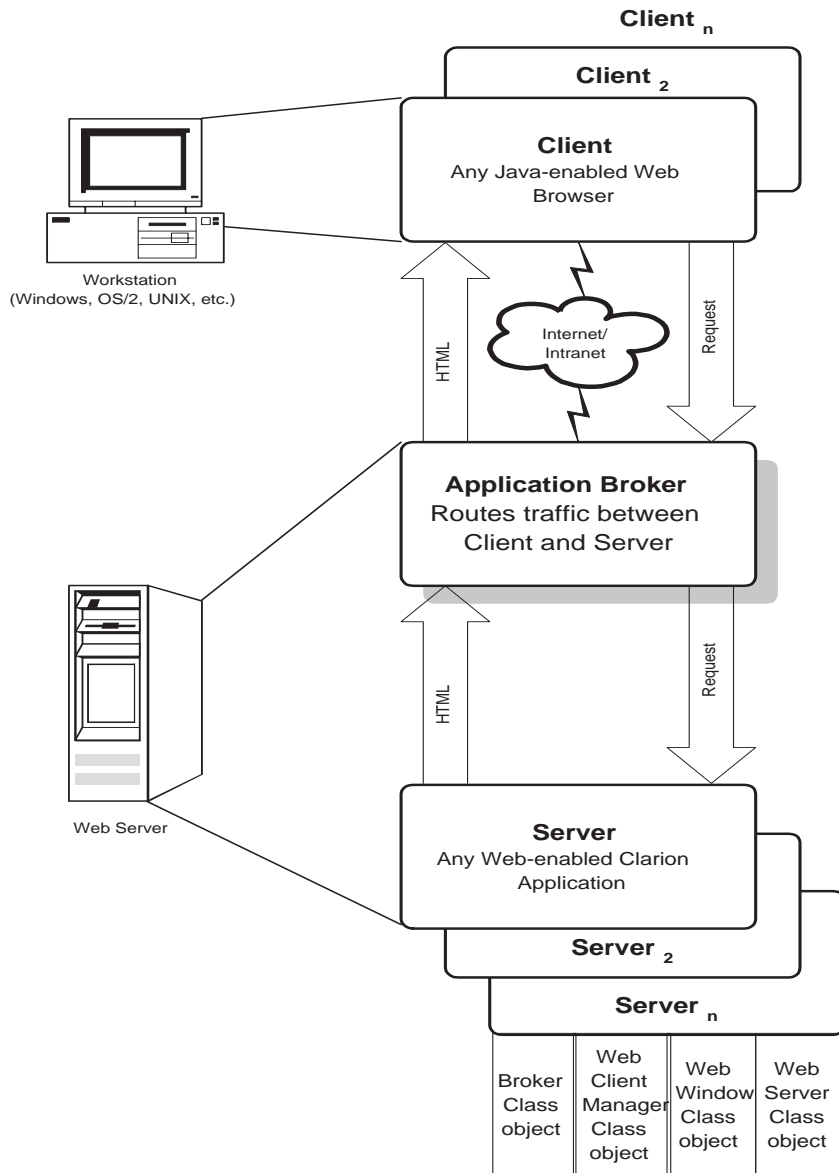 Client n
Client 2
Client
Any Java-enabled Web
Browser
Workstation
(Windows, OS/2, UNIX, etc.)
HTML
Internet/
Intranet
Request
Application Broker
Routes traffic between
Client and Server
HTML
Request
Web Server
Server
Any Web-enabled Clarion
Application
Server 2
Server n
Broker
Class
object
Web
Client
Manager
Class
object
Web
Window
Class
object
Web
Server
Class
object